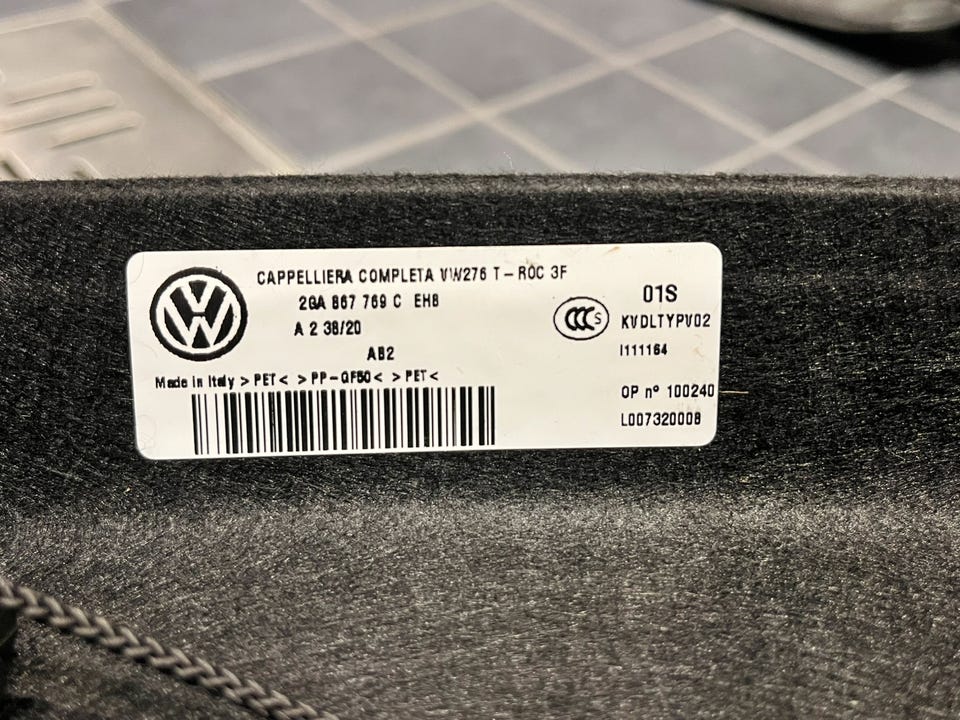 CAPPELLIERA COMPLETA VW276 T-ROC 3F
2GA 867 769 C EH8
A 2 38/20
AB2
Made in Italy >PET< >PP-GF50< >PET<
CCC S
01S
KVDLTYPV02
I111164
OP n° 100240
L007320008